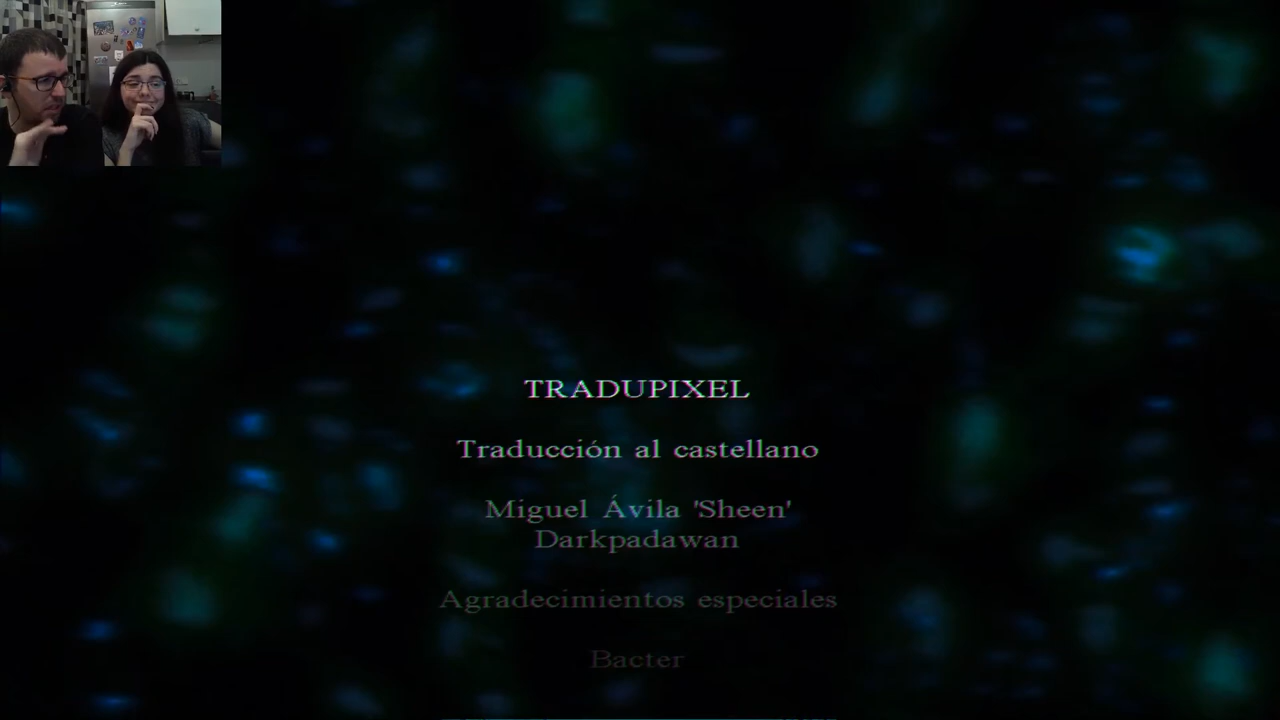 TRADUPIXEL
Traducción al castellano
Miguel Ávila 'Sheen'
Darkpadawan
Agradecimientos especiales
Bacter